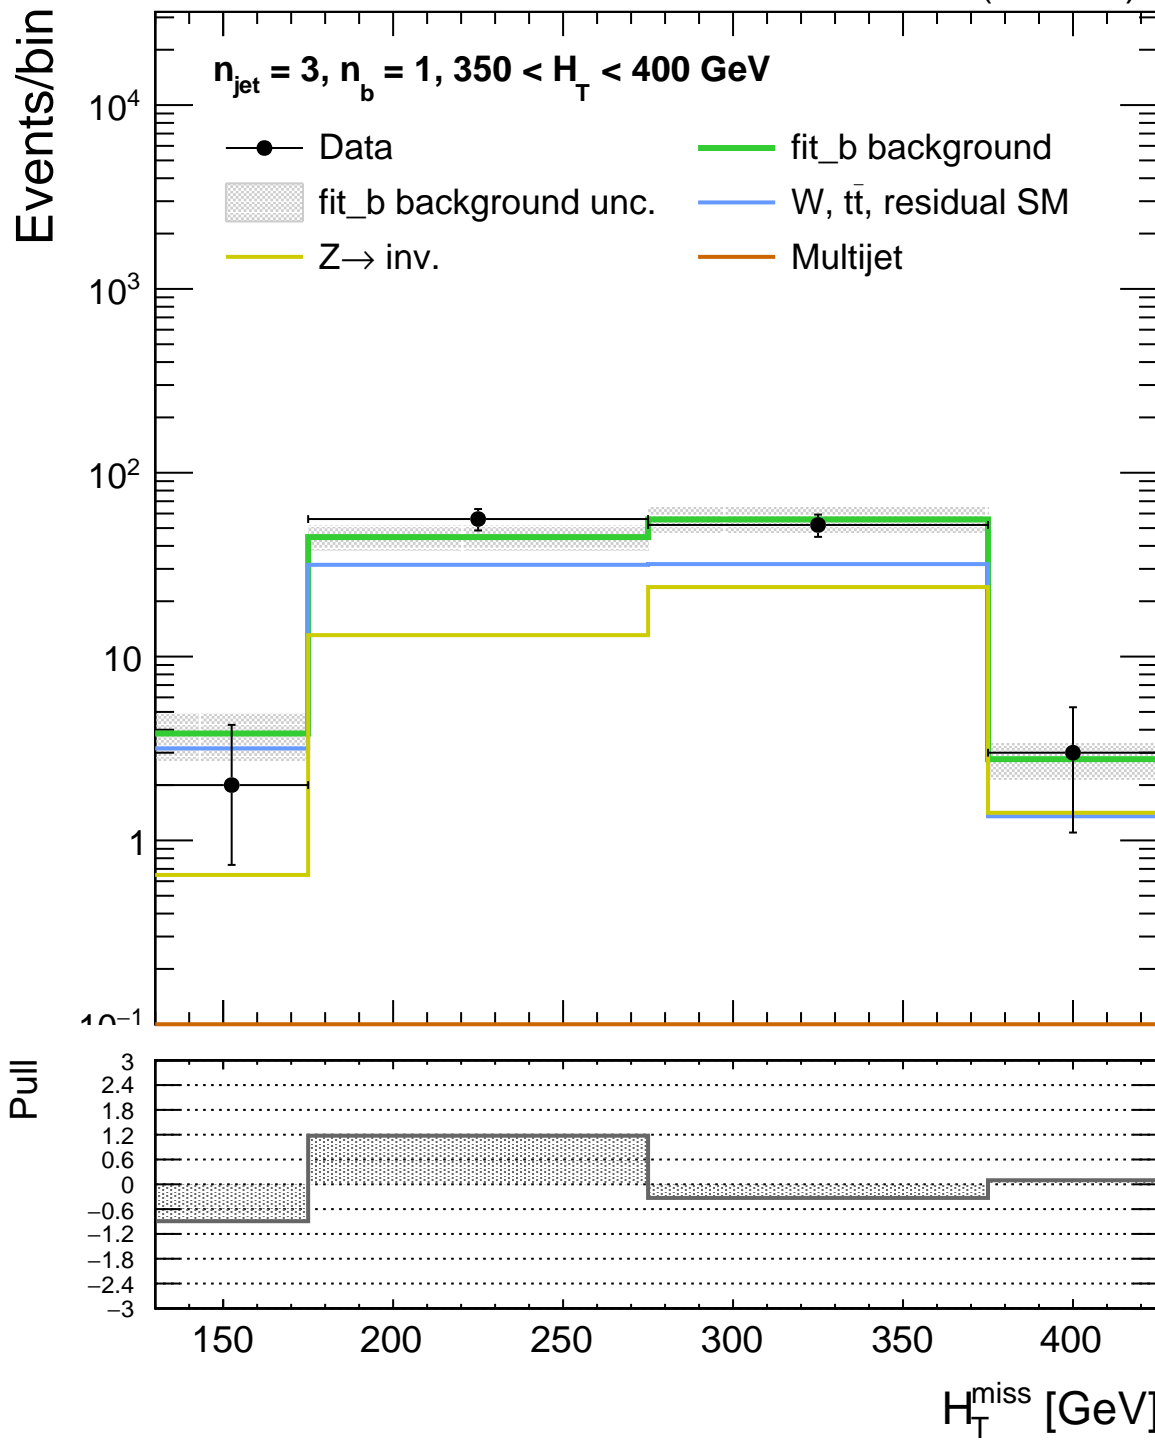 Events/bin
n_jet = 3, n_b = 1, 350 < H_T < 400 GeV
Data
fit_b background
fit_b background unc.
W, tt̄, residual SM
Z→ inv.
Multijet
10^4
10^3
10^2
10
1
10^−1
Pull
3
2.4
1.8
1.2
0.6
0
−0.6
−1.2
−1.8
−2.4
−3
150 200 250 300 350 400
H_T^miss [GeV]